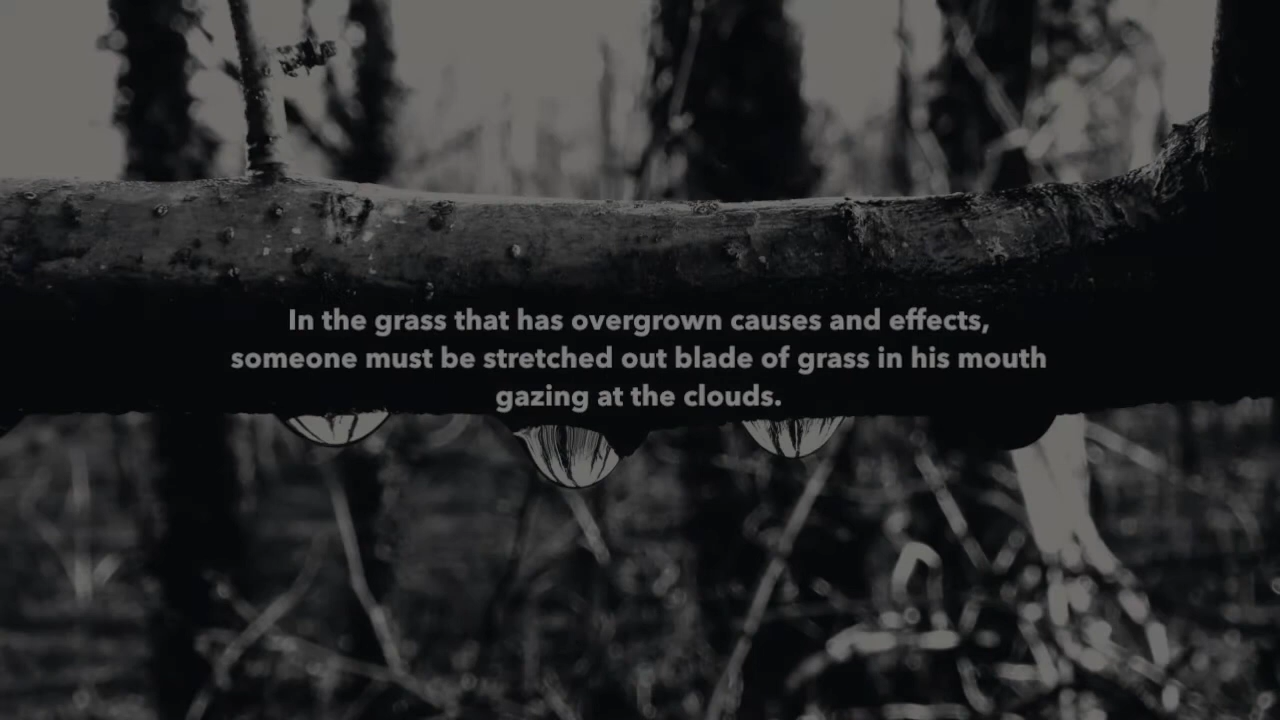 In the grass that has overgrown causes and effects,
someone must be stretched out blade of grass in his mouth
gazing at the clouds.